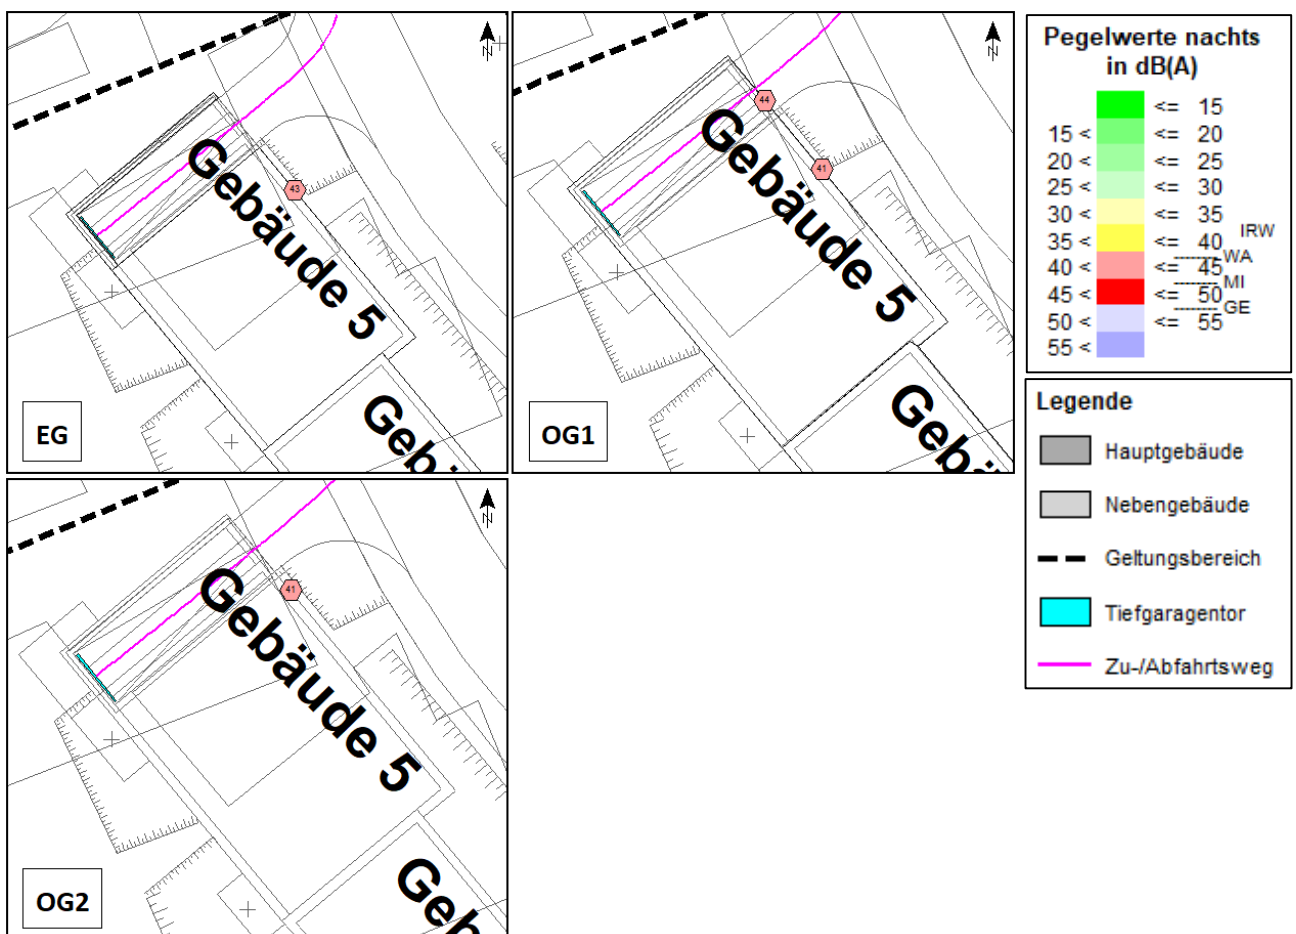 N
Gebäude 5
43
Geb
EG
N
Gebäude 5
44
41
Gebä
OG1
N
Gebäude 5
41
Geb
OG2
Pegelwerte nachts
in dB(A)
<= 15
15 < <= 20
20 < <= 25
25 < <= 30
30 < <= 35
35 < <= 40 IRW
WA
40 < <= 45
MI
45 < <= 50
GE
50 < <= 55
55 <
Legende
Hauptgebäude
Nebengebäude
Geltungsbereich
Tiefgaragentor
Zu-/Abfahrtsweg